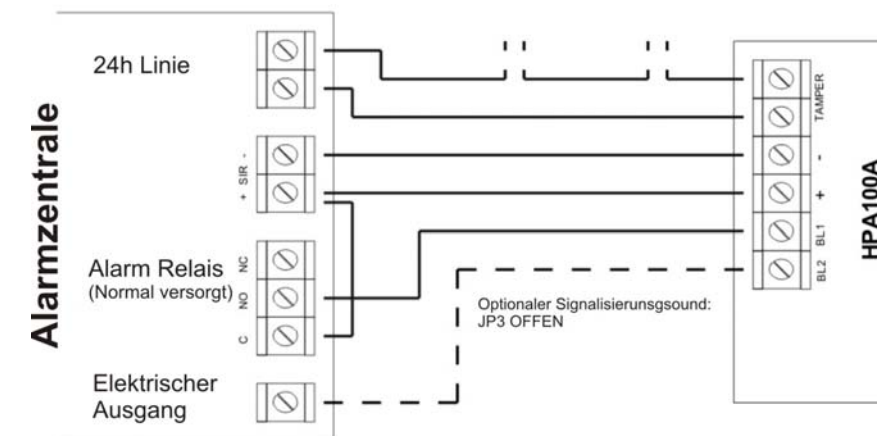 Alarmzentrale
24h Linie
+ SIR -
Alarm Relais
(Normal versorgt)
NC
NO
C
Elektrischer
Ausgang
Optionaler Signalisierunsgsound:
JP3 OFFEN
TAMPER
-
+
BL1
BL2
HPA100A